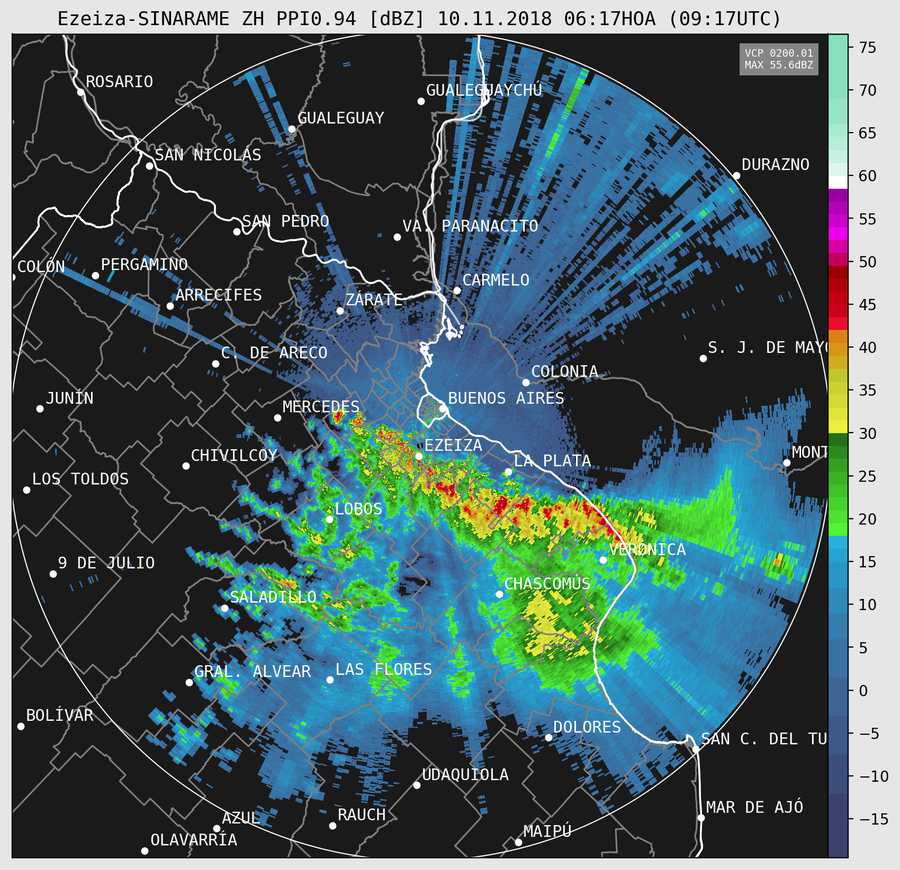 Ezeiza-SINARAME ZH PPI0.94 [dBZ] 10.11.2018 06:17HOA (09:17UTC)
VCP 0200.01
MAX 55.6dBZ
75
70
65
60
55
50
45
40
35
30
25
20
15
10
5
0
−5
−10
−15
ROSARIO
GUALEGUAYCHÚ
GUALEGUAY
SAN NICOLÁS
DURAZNO
SAN PEDRO
VA. PARANACITO
COLÓN
PERGAMINO
CARMELO
ARRECIFES
ZÁRATE
C. DE ARECO
S. J. DE MAYO
COLONIA
JUNÍN
BUENOS AIRES
MERCEDES
EZEIZA
CHIVILCOY
LA PLATA
MONT
LOS TOLDOS
LOBOS
VERÓNICA
9 DE JULIO
CHASCOMÚS
SALADILLO
GRAL. ALVEAR
LAS FLORES
BOLÍVAR
DOLORES
SAN C. DEL TU
UDAQUIOLA
MAR DE AJÓ
AZUL
RAUCH
MAIPÚ
OLAVARRÍA